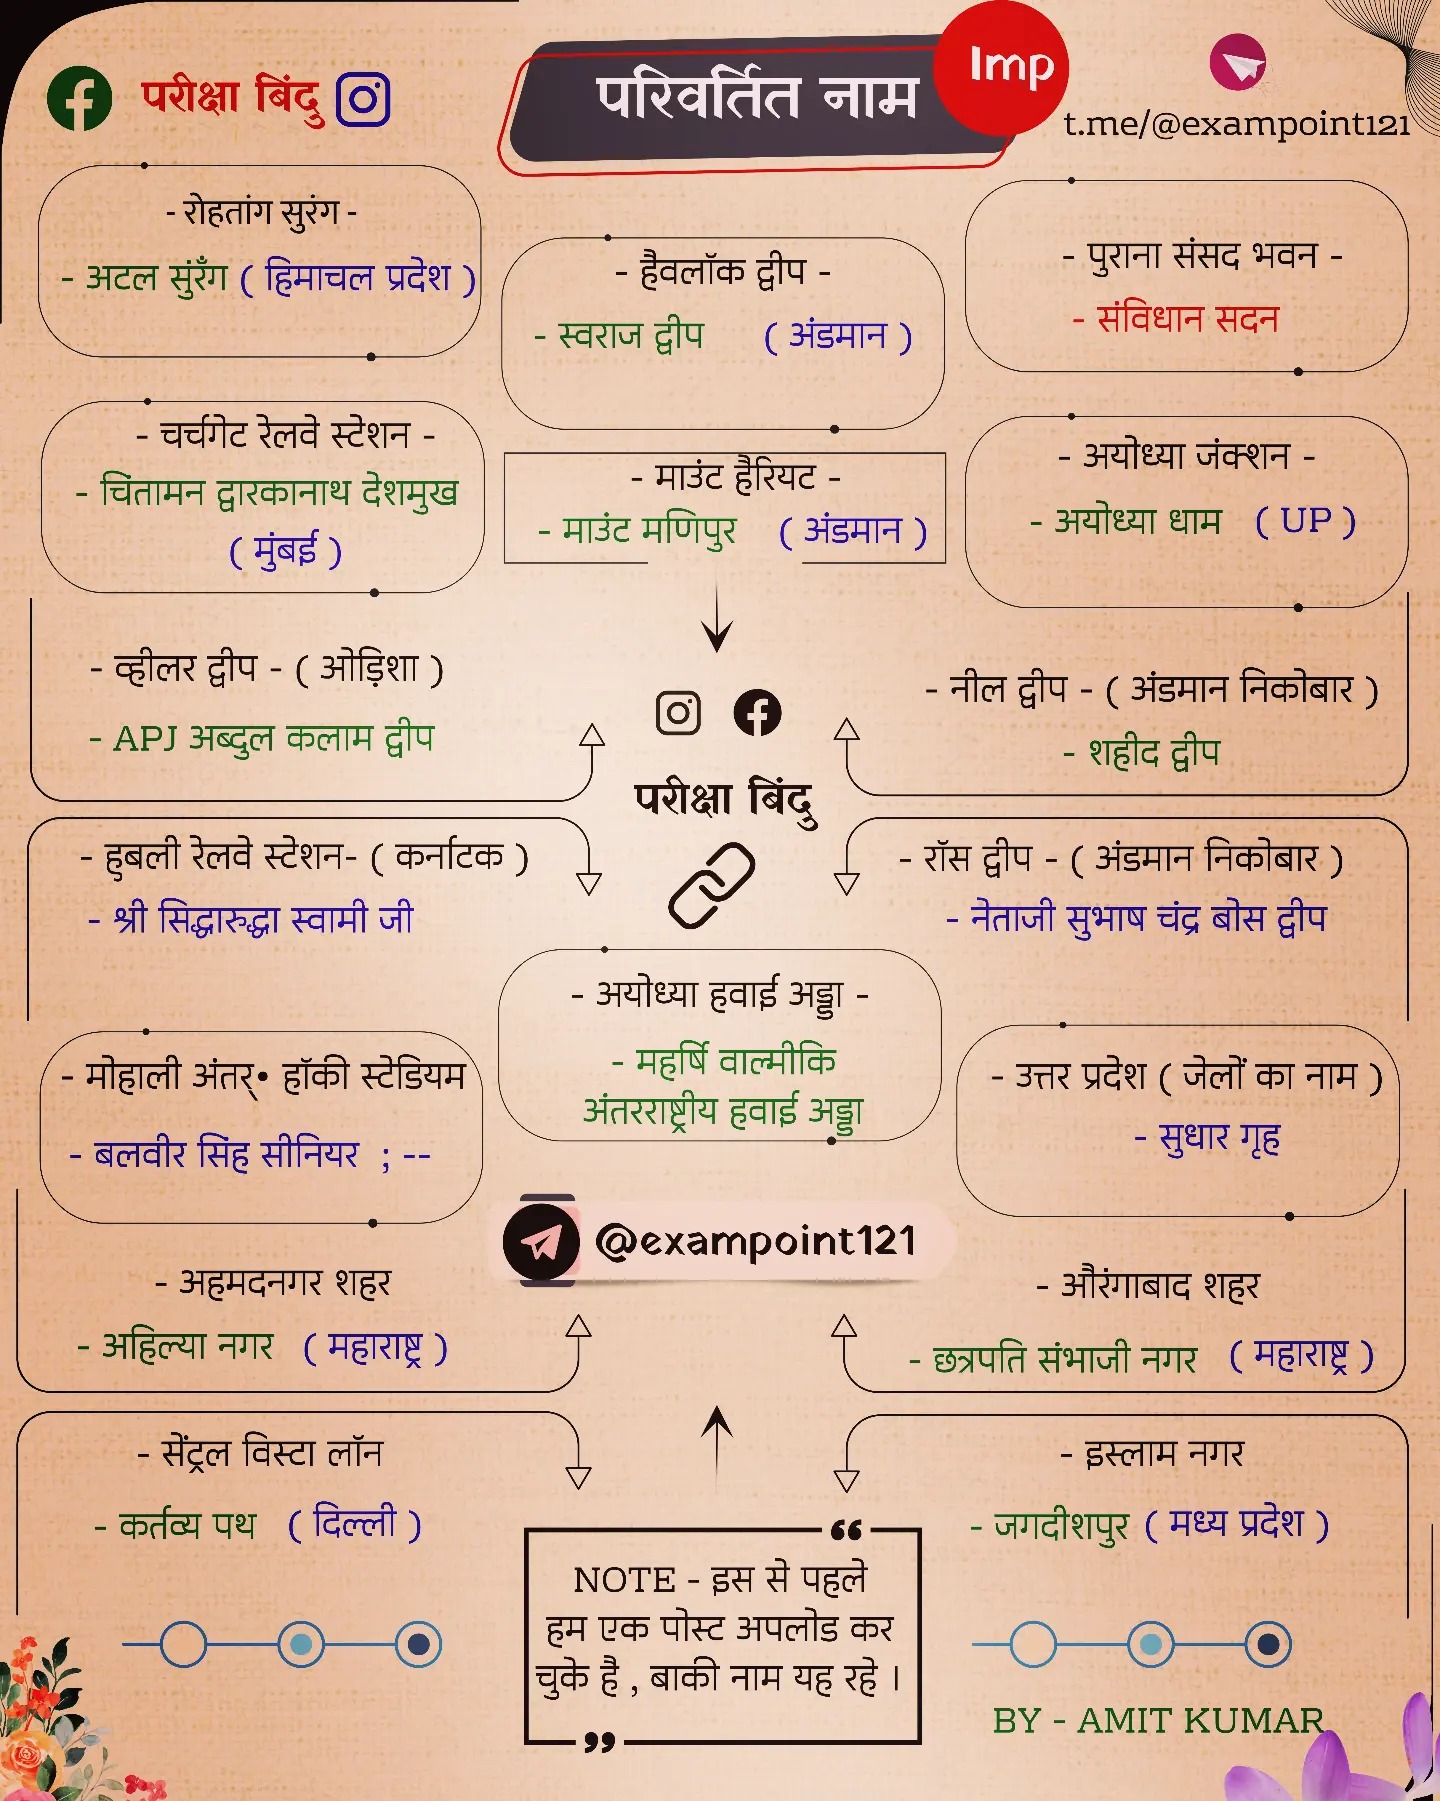 परीक्षा बिंदु
परिवर्तित नाम
Imp
t.me/@exampoint121
- रोहतांग सुरंग -
- अटल सुंरँग ( हिमाचल प्रदेश )
- हैवलॉक द्वीप -
- स्वराज द्वीप ( अंडमान )
- पुराना संसद भवन -
- संविधान सदन
- चर्चगेट रेलवे स्टेशन -
- चिंतामन द्वारकानाथ देशमुख
( मुंबई )
- माउंट हैरियट -
- माउंट मणिपुर ( अंडमान )
- अयोध्या जंक्शन -
- अयोध्या धाम ( UP )
- व्हीलर द्वीप - ( ओड़िशा )
- APJ अब्दुल कलाम द्वीप
- नील द्वीप - ( अंडमान निकोबार )
- शहीद द्वीप
परीक्षा बिंदु
- हुबली रेलवे स्टेशन- ( कर्नाटक )
- श्री सिद्धारुद्धा स्वामी जी
- रॉस द्वीप - ( अंडमान निकोबार )
- नेताजी सुभाष चंद्र बोस द्वीप
- अयोध्या हवाई अड्डा -
- महर्षि वाल्मीकि
अंतरराष्ट्रीय हवाई अड्डा
- मोहाली अंतर्• हॉकी स्टेडियम
- बलवीर सिंह सीनियर ; --
- उत्तर प्रदेश ( जेलों का नाम )
- सुधार गृह
@exampoint121
- अहमदनगर शहर
- अहिल्या नगर ( महाराष्ट्र )
- औरंगाबाद शहर
- छत्रपति संभाजी नगर ( महाराष्ट्र )
- सेंट्रल विस्टा लॉन
- कर्तव्य पथ ( दिल्ली )
- इस्लाम नगर
- जगदीशपुर ( मध्य प्रदेश )
“
NOTE - इस से पहले
हम एक पोस्ट अपलोड कर
चुके है , बाकी नाम यह रहे ।
”
BY - AMIT KUMAR